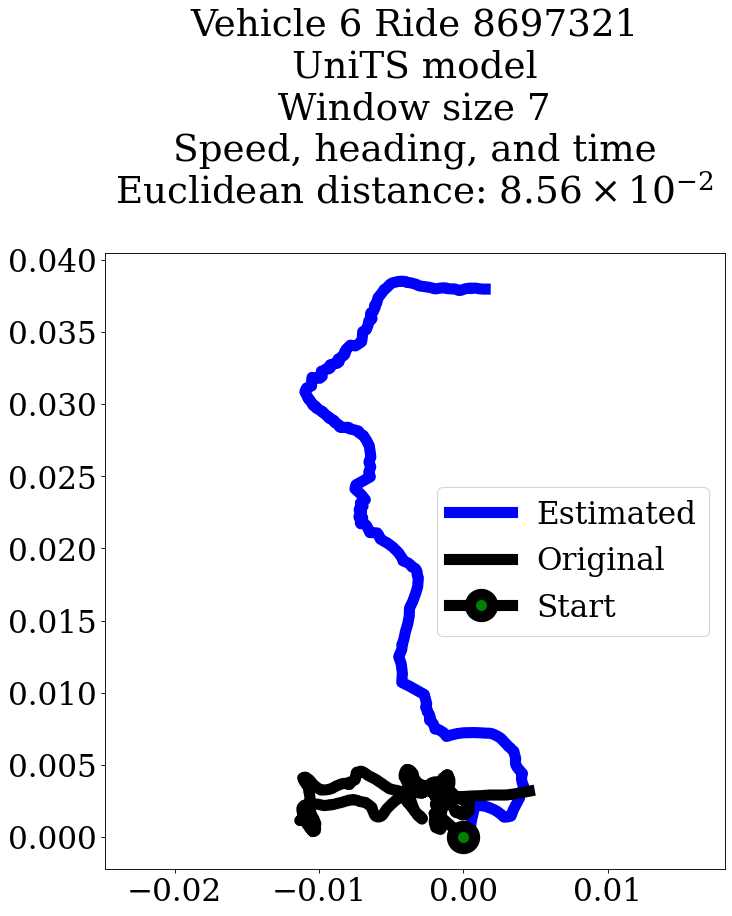 Vehicle 6 Ride 8697321
UniTS model
Window size 7
Speed, heading, and time
Euclidean distance: 8.56 × 10⁻²
0.040
0.035
0.030
0.025
0.020
0.015
0.010
0.005
0.000
Estimated
Original
Start
−0.02 −0.01 0.00 0.01